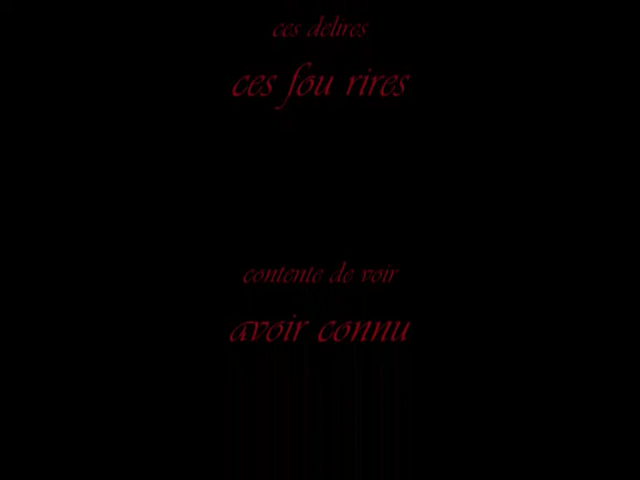 ces delires
ces fou rires
contente de voir
avoir connu